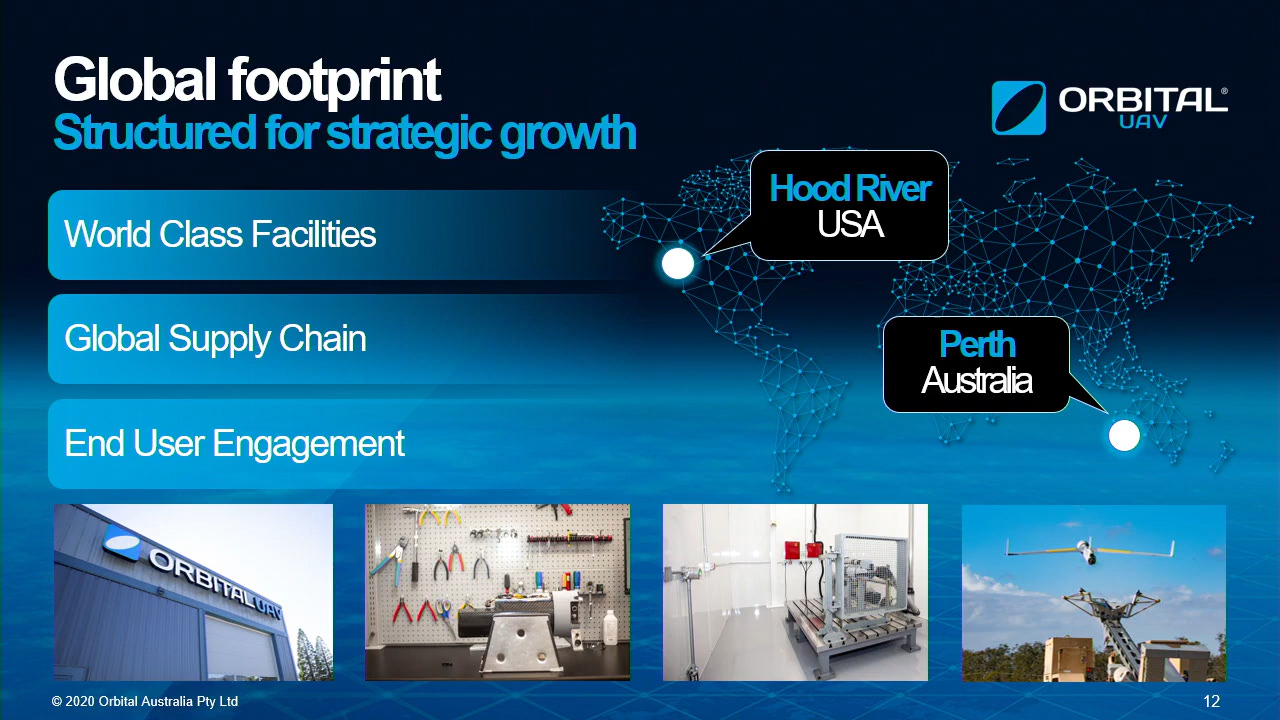 Global footprint
Structured for strategic growth
ORBITAL®
UAV
Hood River
USA
World Class Facilities
Global Supply Chain
Perth
Australia
End User Engagement
ORBITAL UAV
© 2020 Orbital Australia Pty Ltd
12